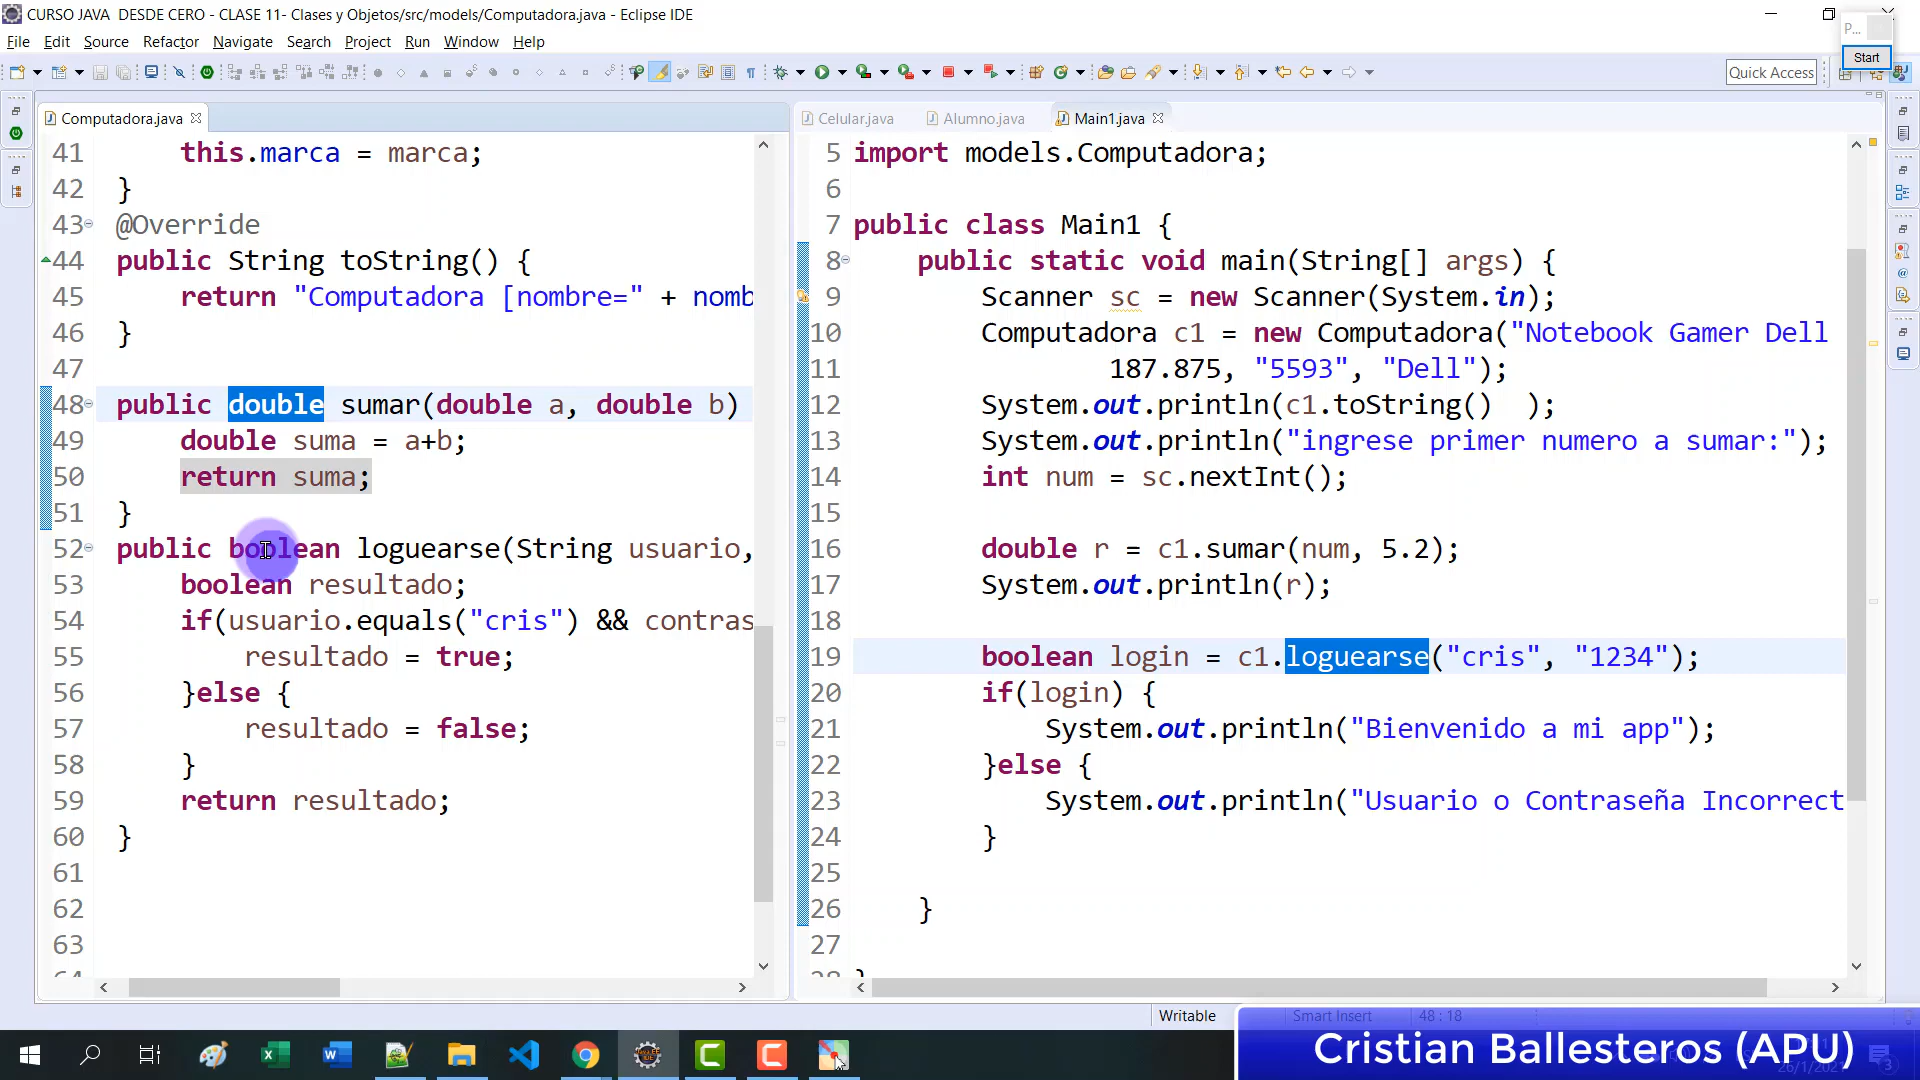 CURSO JAVA  DESDE CERO - CLASE 11- Clases y Objetos/src/models/Computadora.java - Eclipse IDE
P...
Start
File Edit Source Refactor Navigate Search Project Run Window Help
Quick Access
Computadora.java
41 this.marca = marca;
42 }
43 @Override
44 public String toString() {
45 return "Computadora [nombre=" + nomb
46 }
47
48 public double sumar(double a, double b)
49 double suma = a+b;
50 return suma;
51 }
52 public boolean loguearse(String usuario,
53 boolean resultado;
54 if(usuario.equals("cris") && contras
55 resultado = true;
56 }else {
57 resultado = false;
58 }
59 return resultado;
60 }
61
62
63
64
Celular.java Alumno.java Main1.java
5 import models.Computadora;
6
7 public class Main1 {
8 public static void main(String[] args) {
9 Scanner sc = new Scanner(System.in);
10 Computadora c1 = new Computadora("Notebook Gamer Dell
11 187.875, "5593", "Dell");
12 System.out.println(c1.toString()  );
13 System.out.println("ingrese primer numero a sumar:");
14 int num = sc.nextInt();
15
16 double r = c1.sumar(num, 5.2);
17 System.out.println(r);
18
19 boolean login = c1.loguearse("cris", "1234");
20 if(login) {
21 System.out.println("Bienvenido a mi app");
22 }else {
23 System.out.println("Usuario o Contraseña Incorrect
24 }
25
26 }
27
28 }
Writable Smart Insert 48 : 18
Cristian Ballesteros (APU)